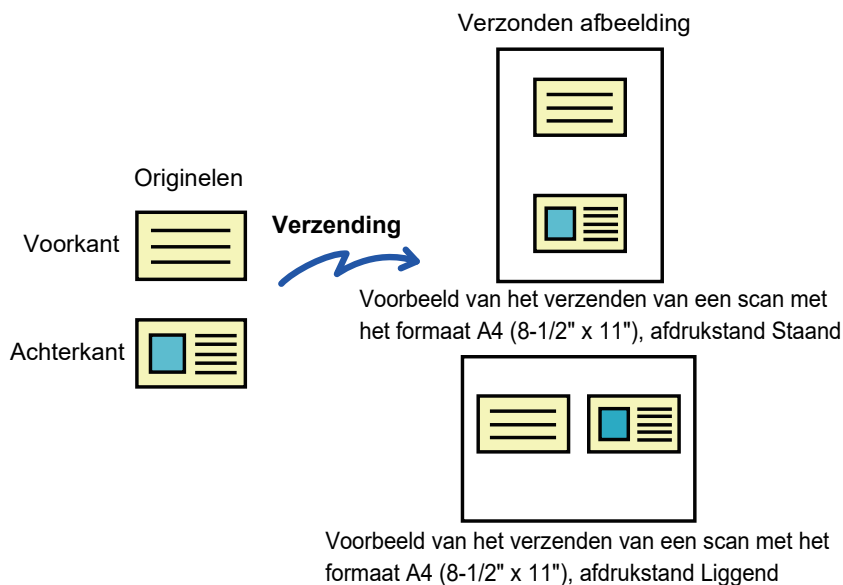 Verzonden afbeelding
Originelen
Voorkant
Verzending
Achterkant
Voorbeeld van het verzenden van een scan met
het formaat A4 (8-1/2" x 11"), afdrukstand Staand
Voorbeeld van het verzenden van een scan met het
formaat A4 (8-1/2" x 11"), afdrukstand Liggend